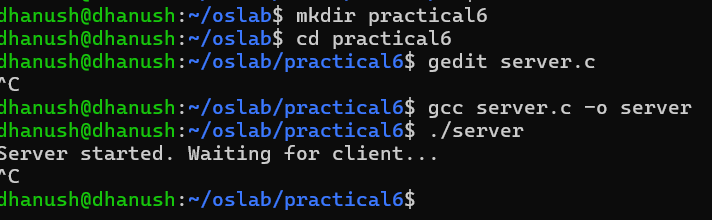 dhanush@dhanush:~/oslab$ mkdir practical6
dhanush@dhanush:~/oslab$ cd practical6
dhanush@dhanush:~/oslab/practical6$ gedit server.c
^C
dhanush@dhanush:~/oslab/practical6$ gcc server.c -o server
dhanush@dhanush:~/oslab/practical6$ ./server
Server started. Waiting for client...
^C
dhanush@dhanush:~/oslab/practical6$